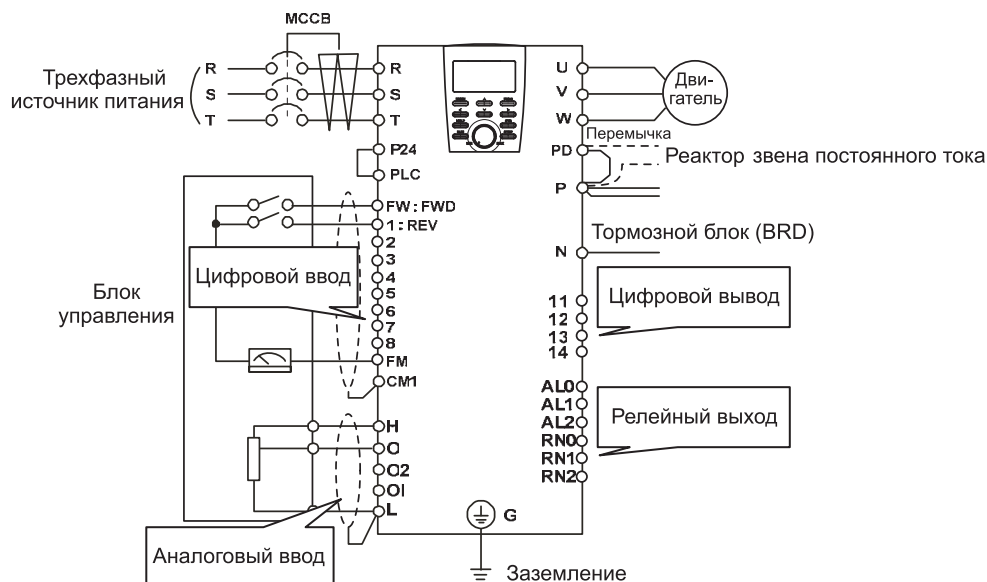 MCCB
Трехфазный
источник питания
R
S
T
R
S
T
P24
PLC
FW:FWD
1:REV
2
3
4
5
6
7
8
FM
CM1
H
O
O2
OI
L
Цифровой ввод
Блок
управления
Аналоговый ввод
U
V
W
Дви-
гатель
Перемычка
PD
Реактор звена постоянного тока
P
Тормозной блок (BRD)
N
11
12
13
14
Цифровой вывод
AL0
AL1
AL2
RN0
RN1
RN2
Релейный выход
G
Заземление